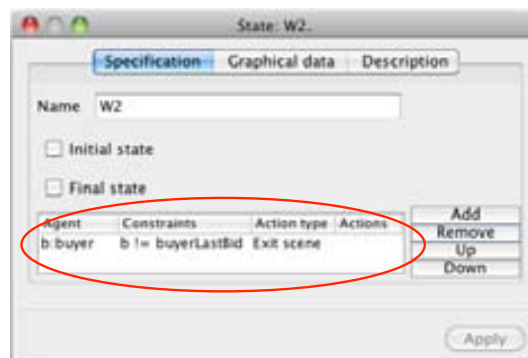 State: W2.
Specification Graphical data Description
Name W2
Initial state
Final state
Agent Constraints Action type Actions
b:buyer b != buyerLastBid Exit scene
Add
Remove
Up
Down
Apply